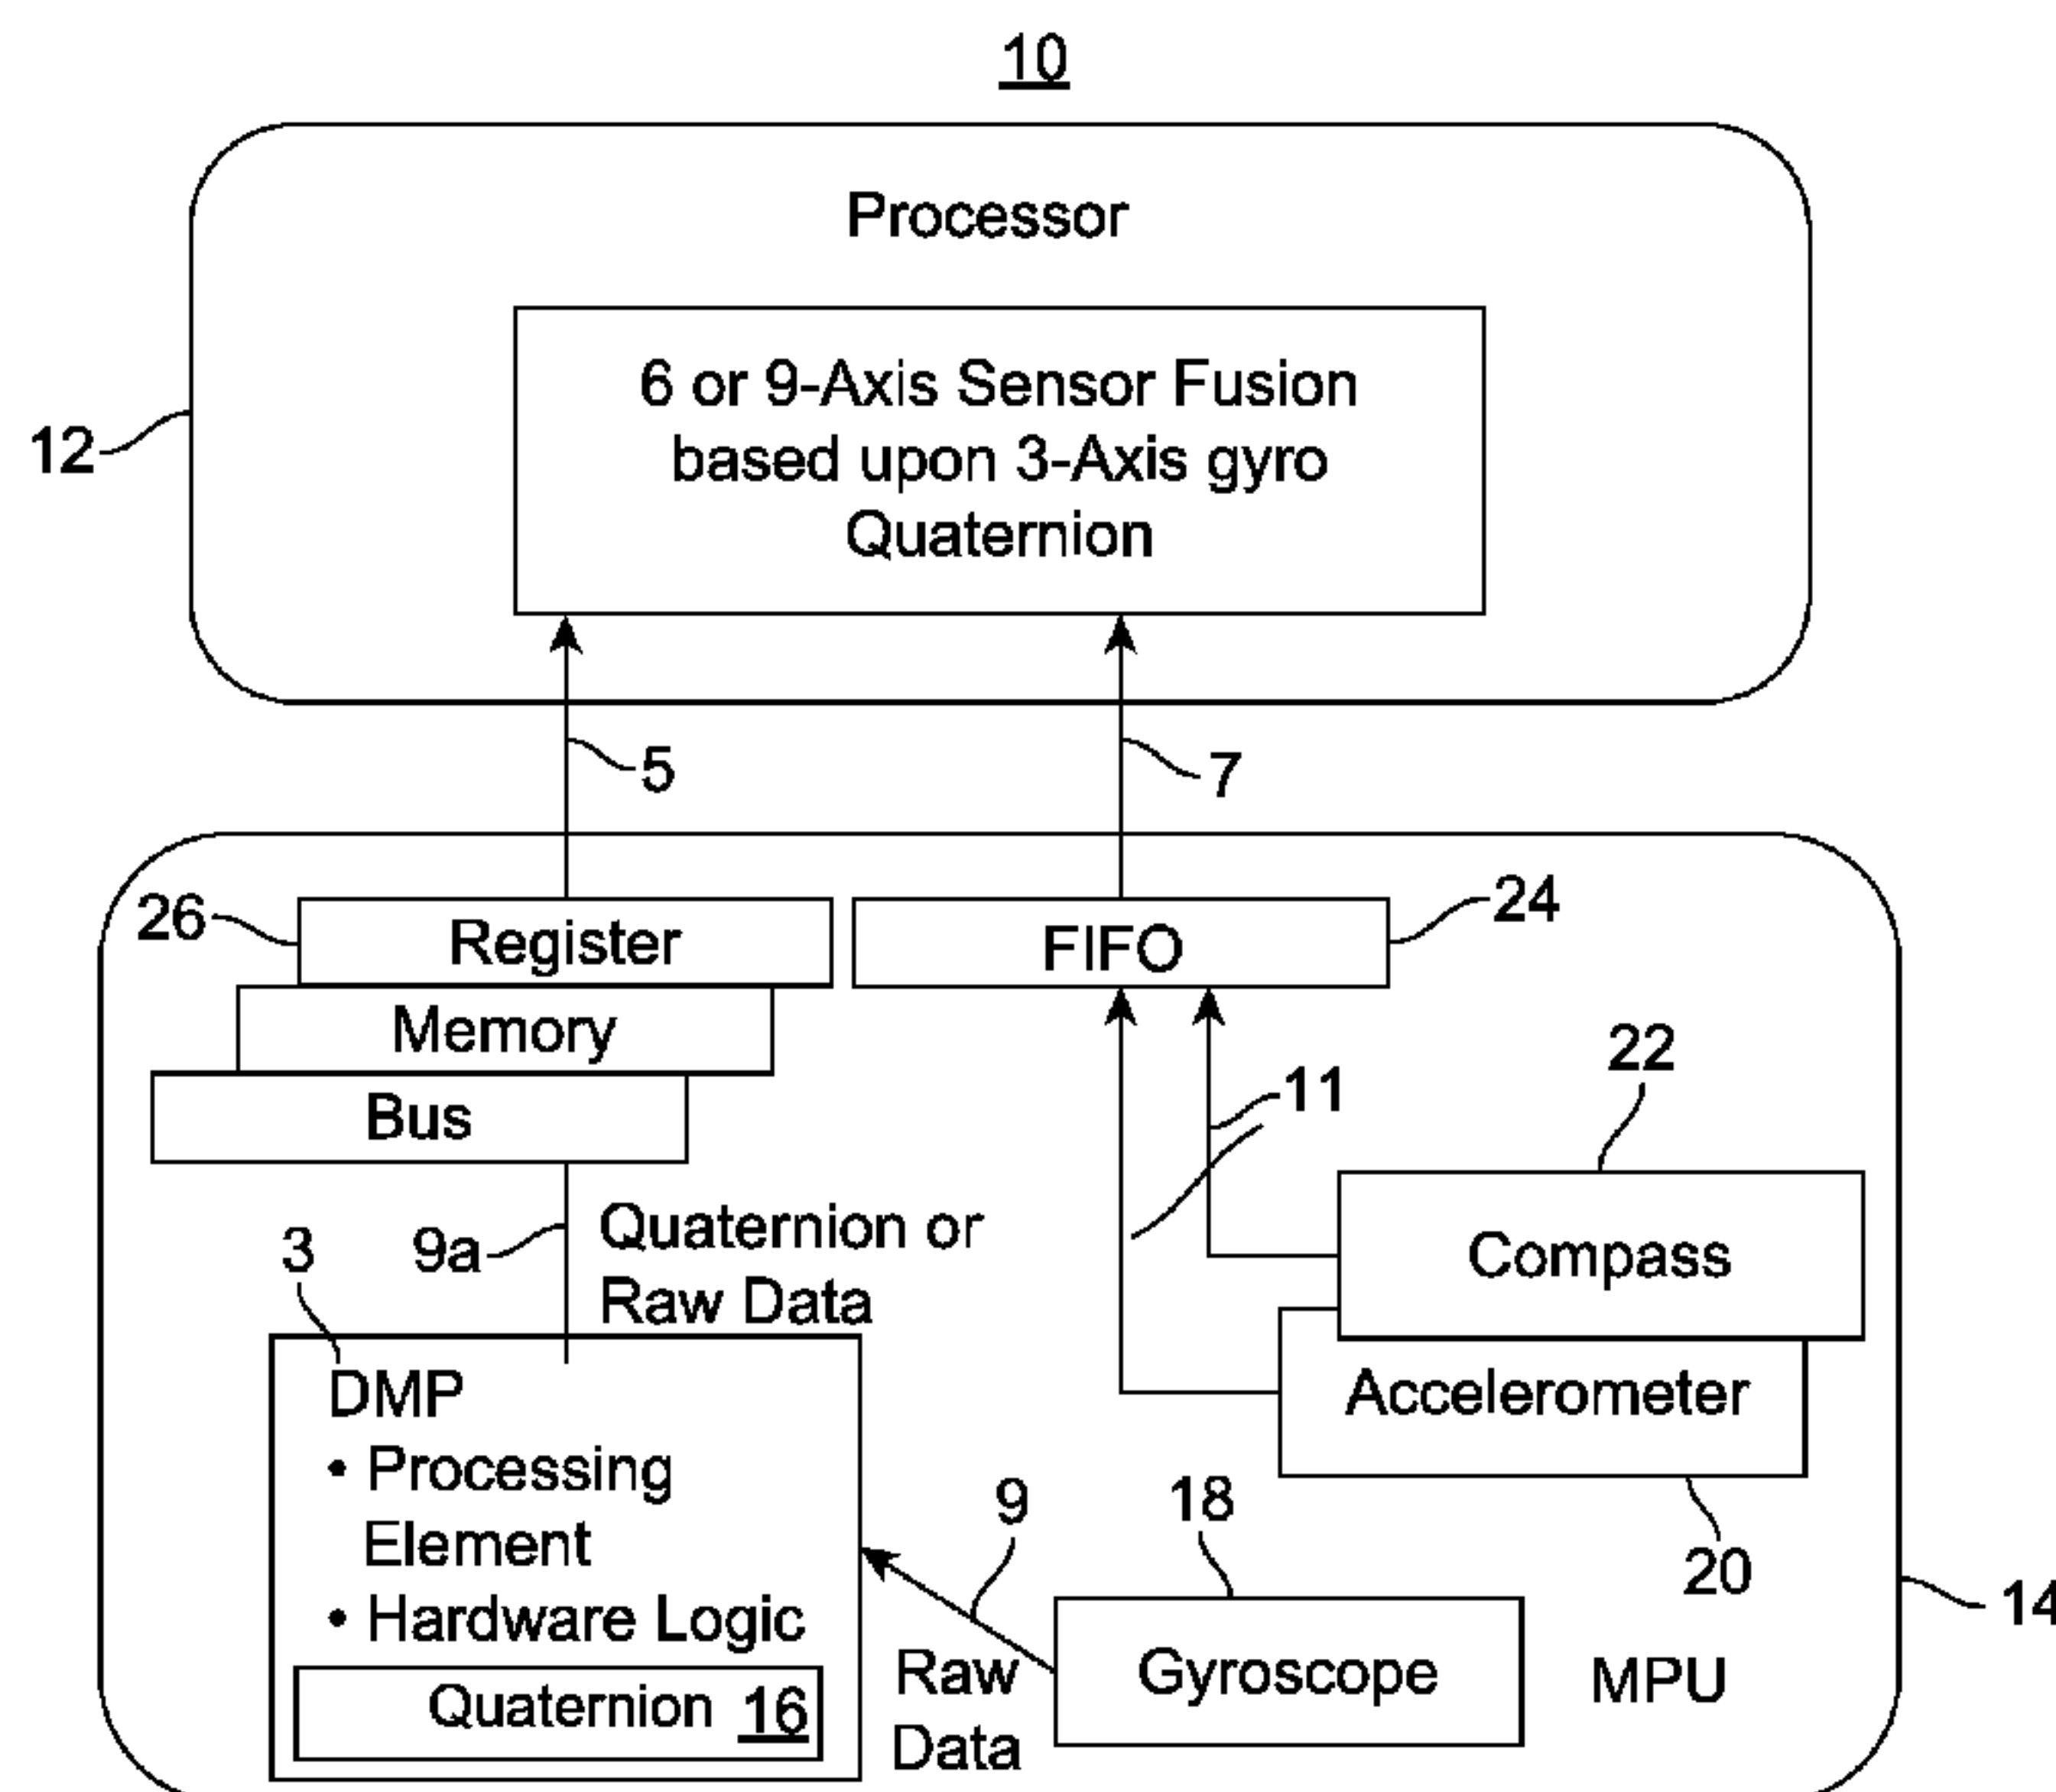 10
Processor
6 or 9-Axis Sensor Fusion
based upon 3-Axis gyro
Quaternion
12
5
7
26
Register
FIFO
24
Memory
Bus
11
22
9a
Quaternion or
Raw Data
Compass
3
DMP
Accelerometer
• Processing
Element
• Hardware Logic
9
18
20
14
Quaternion 16
Raw
Data
Gyroscope
MPU